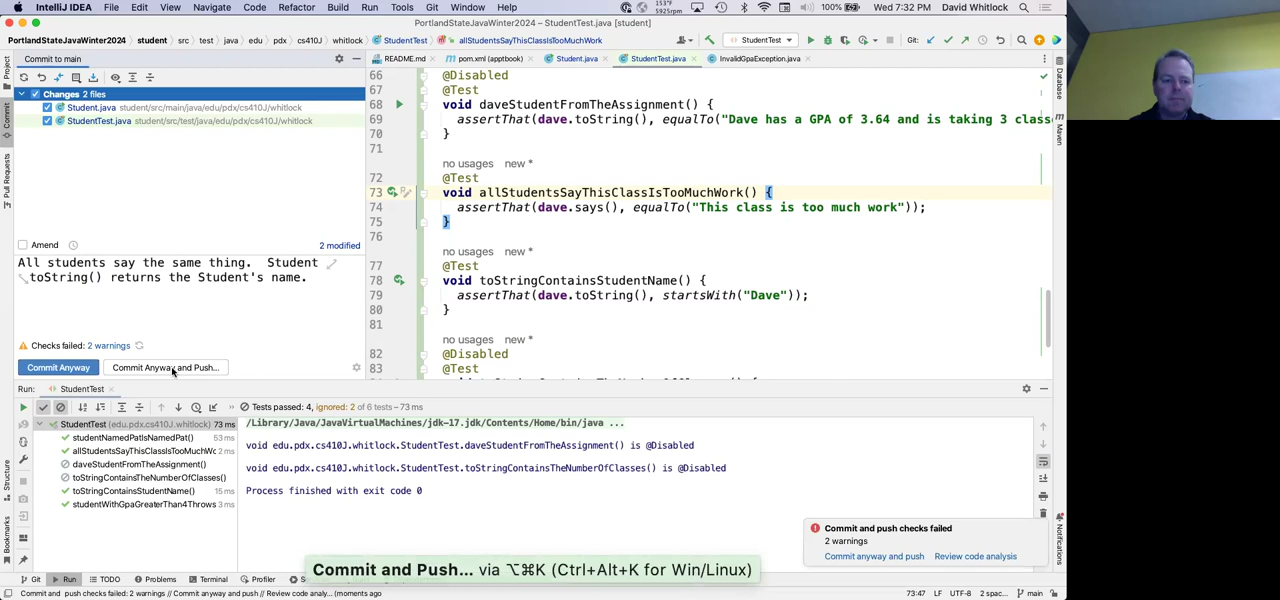 IntelliJ IDEA File Edit View Navigate Code Refactor Build Run Tools Git Window Help 153°F 5925rpm 100% Wed 7:32 PM David Whitlock
PortlandStateJavaWinter2024 – StudentTest.java [student]
PortlandStateJavaWinter2024 student src test java edu pdx cs410J whitlock StudentTest allStudentsSayThisClassIsTooMuchWork StudentTest Git:
Commit to main README.md pom.xml (apptbook) Student.java StudentTest.java InvalidGpaException.java
Project
Commit
Pull Requests
Structure
Bookmarks
Database
Maven
Notifications
Changes 2 files
Student.java student/src/main/java/edu/pdx/cs410J/whitlock
StudentTest.java student/src/test/java/edu/pdx/cs410J/whitlock
Amend 2 modified
All students say the same thing. Student
toString() returns the Student's name.
Checks failed: 2 warnings
Commit Anyway Commit Anyway and Push...
66 @Disabled
67 @Test
68 void daveStudentFromTheAssignment() {
69 assertThat(dave.toString(), equalTo("Dave has a GPA of 3.64 and is taking 3 class
70 }
71
no usages new *
72 @Test
73 void allStudentsSayThisClassIsTooMuchWork() {
74 assertThat(dave.says(), equalTo("This class is too much work"));
75 }
76
no usages new *
77 @Test
78 void toStringContainsStudentName() {
79 assertThat(dave.toString(), startsWith("Dave"));
80 }
81
no usages new *
82 @Disabled
83 @Test
Run: StudentTest
Tests passed: 4, ignored: 2 of 6 tests – 73 ms
StudentTest (edu.pdx.cs410J.whitlock) 73 ms
studentNamedPatIsNamedPat() 53 ms
allStudentsSayThisClassIsTooMuchWo 2 ms
daveStudentFromTheAssignment()
toStringContainsTheNumberOfClasses()
toStringContainsStudentName() 15 ms
studentWithGpaGreaterThan4Throws 3 ms
/Library/Java/JavaVirtualMachines/jdk-17.jdk/Contents/Home/bin/java ...
void edu.pdx.cs410J.whitlock.StudentTest.daveStudentFromTheAssignment() is @Disabled
void edu.pdx.cs410J.whitlock.StudentTest.toStringContainsTheNumberOfClasses() is @Disabled
Process finished with exit code 0
Commit and push checks failed
2 warnings
Commit anyway and push Review code analysis
Commit and Push... via ⌥⌘K (Ctrl+Alt+K for Win/Linux)
Git Run TODO Problems Terminal Profiler
Commit and push checks failed: 2 warnings // Commit anyway and push // Review code analy... (moments ago 73:47 LF UTF-8 2 spac... main